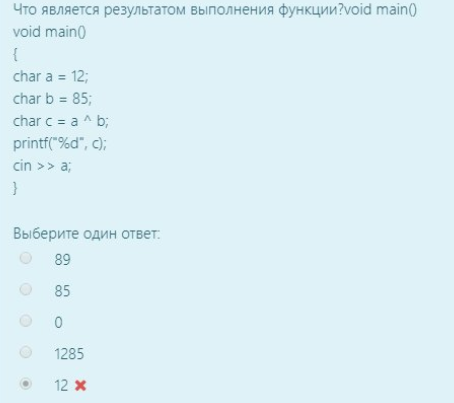 Что является результатом выполнения функции?void main()
void main()
{
char a = 12;
char b = 85;
char c = a ^ b;
printf("%d", c);
cin >> a;
}
Выберите один ответ:
89
85
0
1285
12